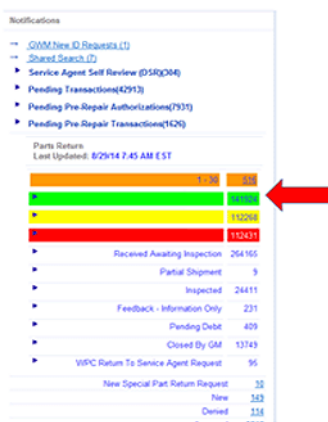 Notifications
GWM New ID Requests (1)
Shared Search (7)
Service Agent Self Review (DSR)(304)
Pending Transactions(42913)
Pending Pre-Repair Authorizations(7931)
Pending Pre-Repair Transactions(1626)
Parts Return
Last Updated: 8/29/14 7:45 AM EST
1 - 30 516
141924
112268
112431
Received Awaiting Inspection 264165
Partial Shipment 9
Inspected 24411
Feedback - Information Only 231
Pending Debit 409
Closed By GM 13749
WPC Return To Service Agent Request 95
New Special Part Return Request 10
New 149
Denied 114